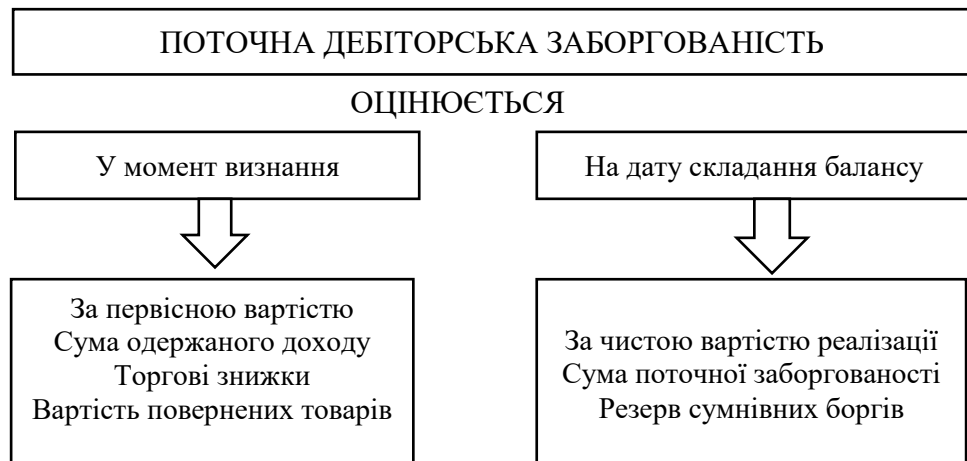 ПОТОЧНА ДЕБІТОРСЬКА ЗАБОРГОВАНІСТЬ
ОЦІНЮЄТЬСЯ
У момент визнання
На дату складання балансу
За первісною вартістю
Сума одержаного доходу
Торгові знижки
Вартість повернених товарів
За чистою вартістю реалізації
Сума поточної заборгованості
Резерв сумнівних боргів